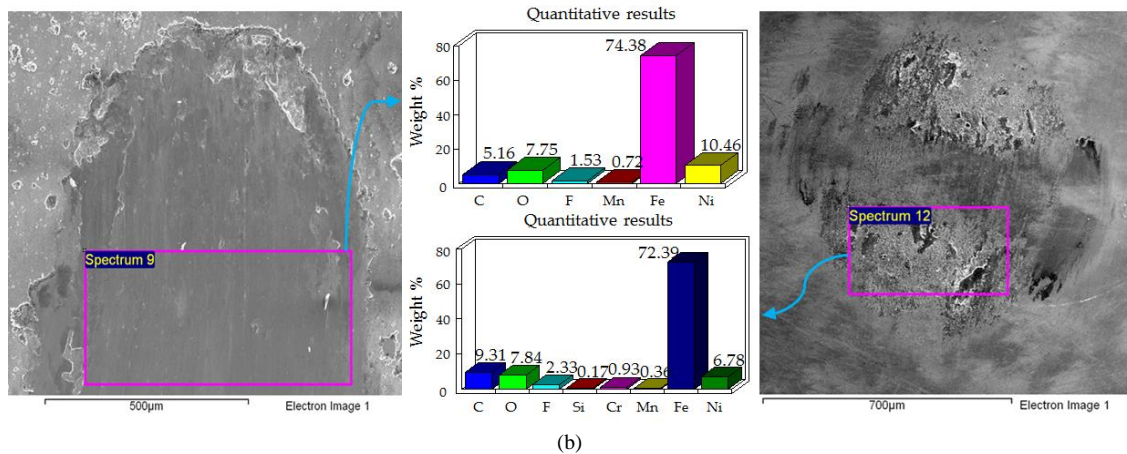 Spectrum 9
500μm
Electron Image 1
Quantitative results
Weight %
80
60
40
20
0
5.16
7.75
1.53
0.72
74.38
10.46
C O F Mn Fe Ni
Quantitative results
Weight %
80
60
40
20
0
9.31
7.84
2.33
0.17
0.93
0.36
72.39
6.78
C O F Si Cr Mn Fe Ni
Spectrum 12
700μm
Electron Image 1
(b)